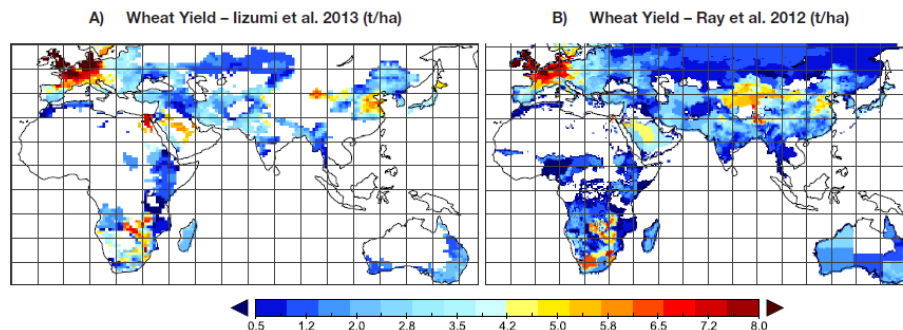 A) Wheat Yield – Iizumi et al. 2013 (t/ha)
B) Wheat Yield – Ray et al. 2012 (t/ha)
0.5 1.2 2.0 2.8 3.5 4.2 5.0 5.8 6.5 7.2 8.0